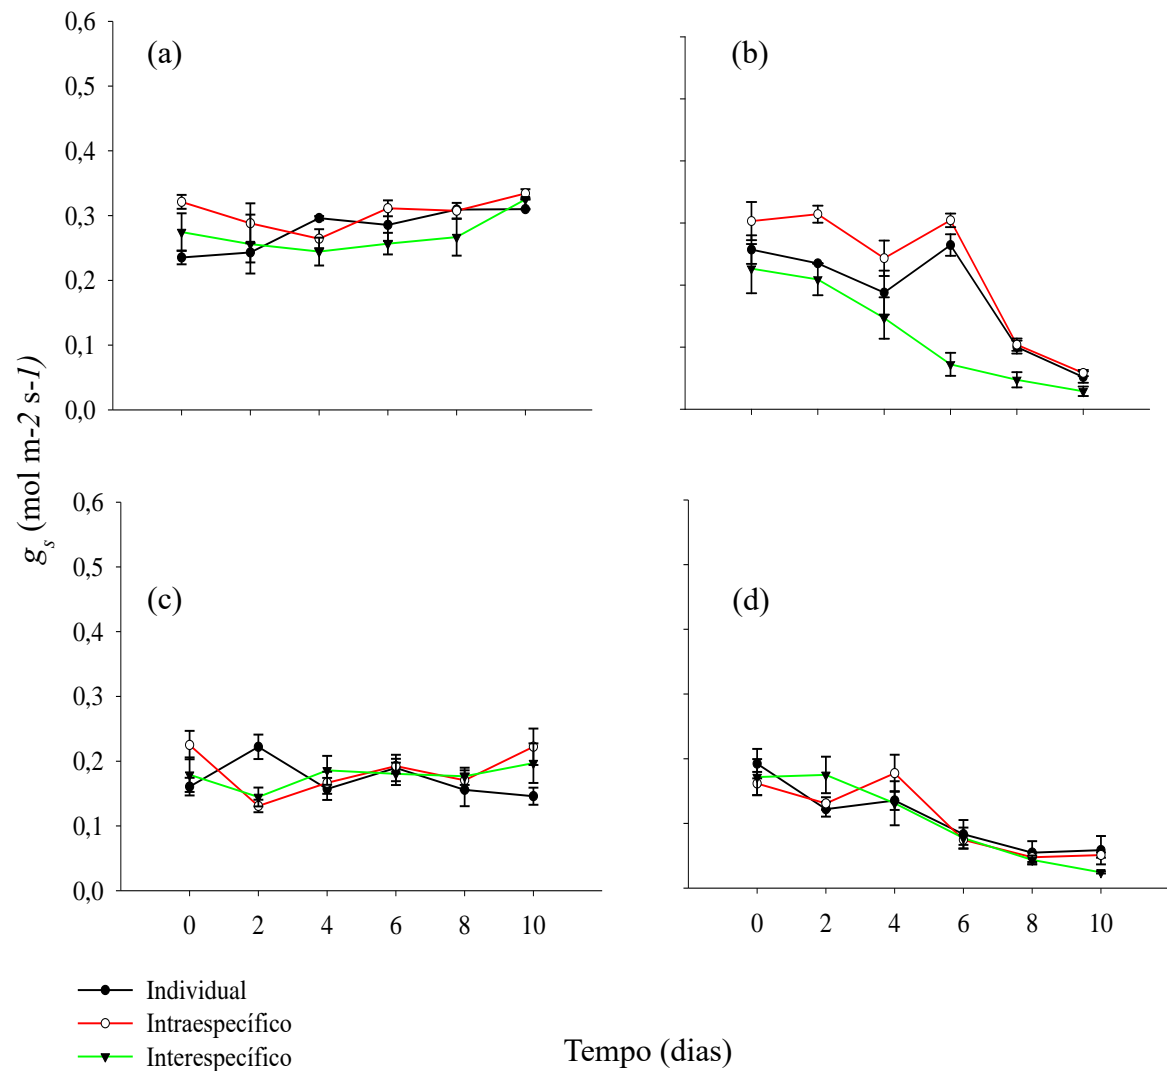 0,6
(a)
(b)
0,5
0,4
0,3
0,2
0,1
0,0
g_s (mol m-2 s-1)
0,6
0,5
(c)
(d)
0,4
0,3
0,2
0,1
0,0
0 2 4 6 8 10
0 2 4 6 8 10
Individual
Intraespecífico
Interespecífico
Tempo (dias)